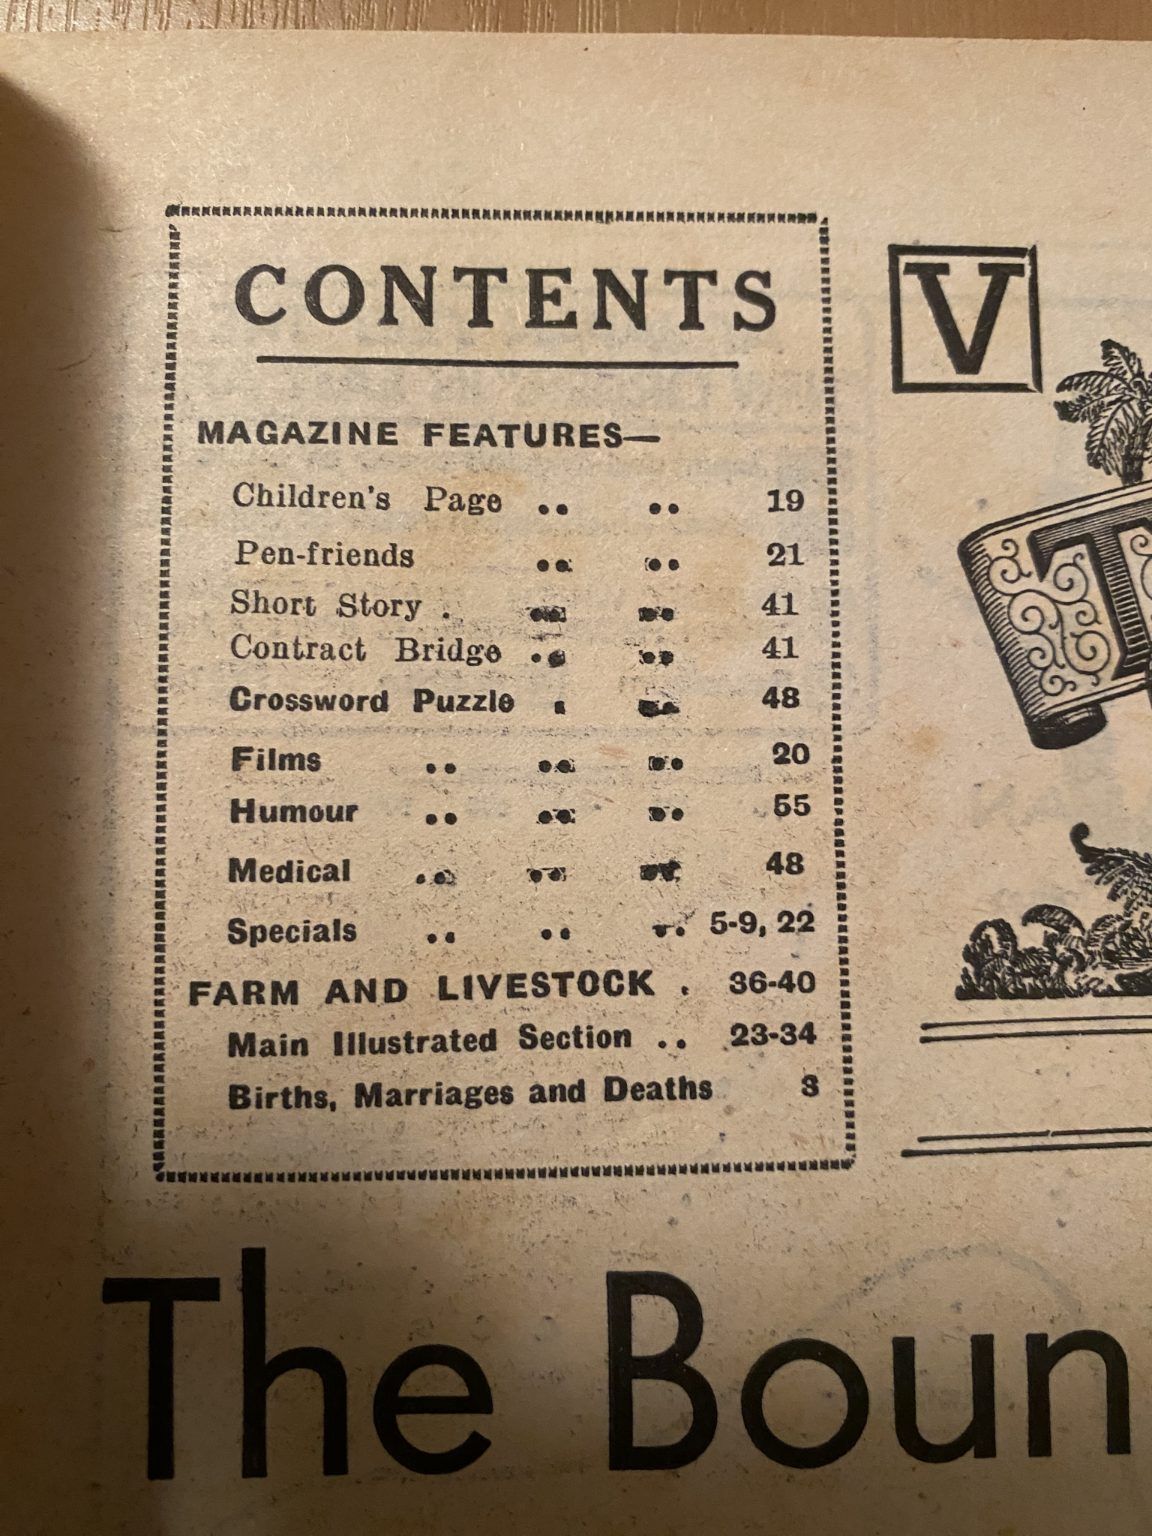 CONTENTS
MAGAZINE FEATURES—
Children's Page .. .. 19
Pen-friends .. .. 21
Short Story . .. .. 41
Contract Bridge .. .. 41
Crossword Puzzle . .. 48
Films .. .. .. 20
Humour .. .. .. 55
Medical .. .. .. 48
Specials .. .. .. 5-9, 22
FARM AND LIVESTOCK . 36-40
Main Illustrated Section .. 23-34
Births, Marriages and Deaths 3
V
T
The Boun